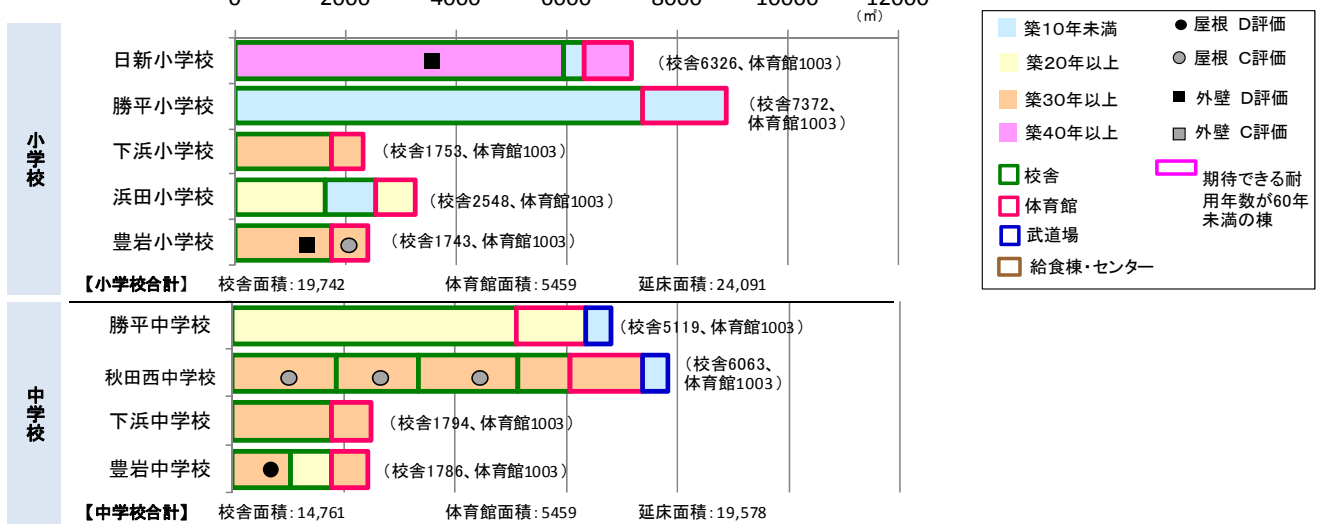 0 2000 4000 6000 8000 10000 12000
(㎡)
小学校
日新小学校
(校舎6326、体育館1003)
勝平小学校
(校舎7372、
体育館1003)
下浜小学校
(校舎1753、体育館1003)
浜田小学校
(校舎2548、体育館1003)
豊岩小学校
(校舎1743、体育館1003)
【小学校合計】 校舎面積:19,742 体育館面積:5459 延床面積:24,091
中学校
勝平中学校
(校舎5119、体育館1003)
秋田西中学校
(校舎6063、
体育館1003)
下浜中学校
(校舎1794、体育館1003)
豊岩中学校
(校舎1786、体育館1003)
【中学校合計】 校舎面積:14,761 体育館面積:5459 延床面積:19,578
築10年未満
築20年以上
築30年以上
築40年以上
校舎
体育館
武道場
給食棟・センター
屋根 D評価
屋根 C評価
外壁 D評価
外壁 C評価
期待できる耐
用年数が60年
未満の棟